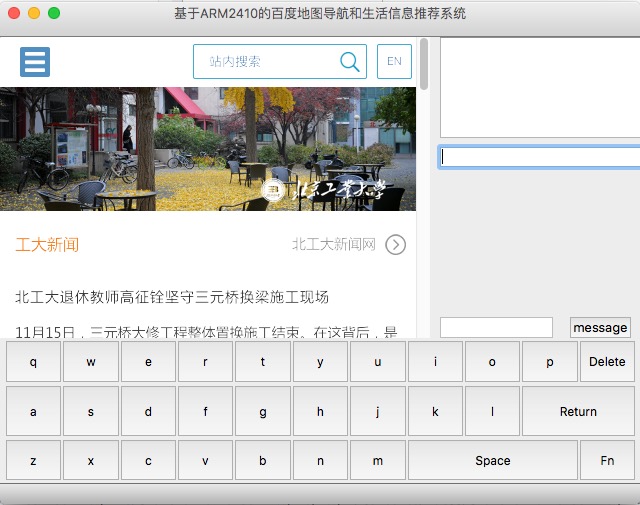 基于ARM2410的百度地图导航和生活信息推荐系统
站内搜索
EN
北京工业大学
工大新闻
北工大新闻网
北工大退休教师高征铨坚守三元桥换梁施工现场
11月15日，三元桥大修工程整体置换施工结束。在这背后，是
message
q w e r t y u i o p Delete
a s d f g h j k l Return
z x c v b n m Space Fn